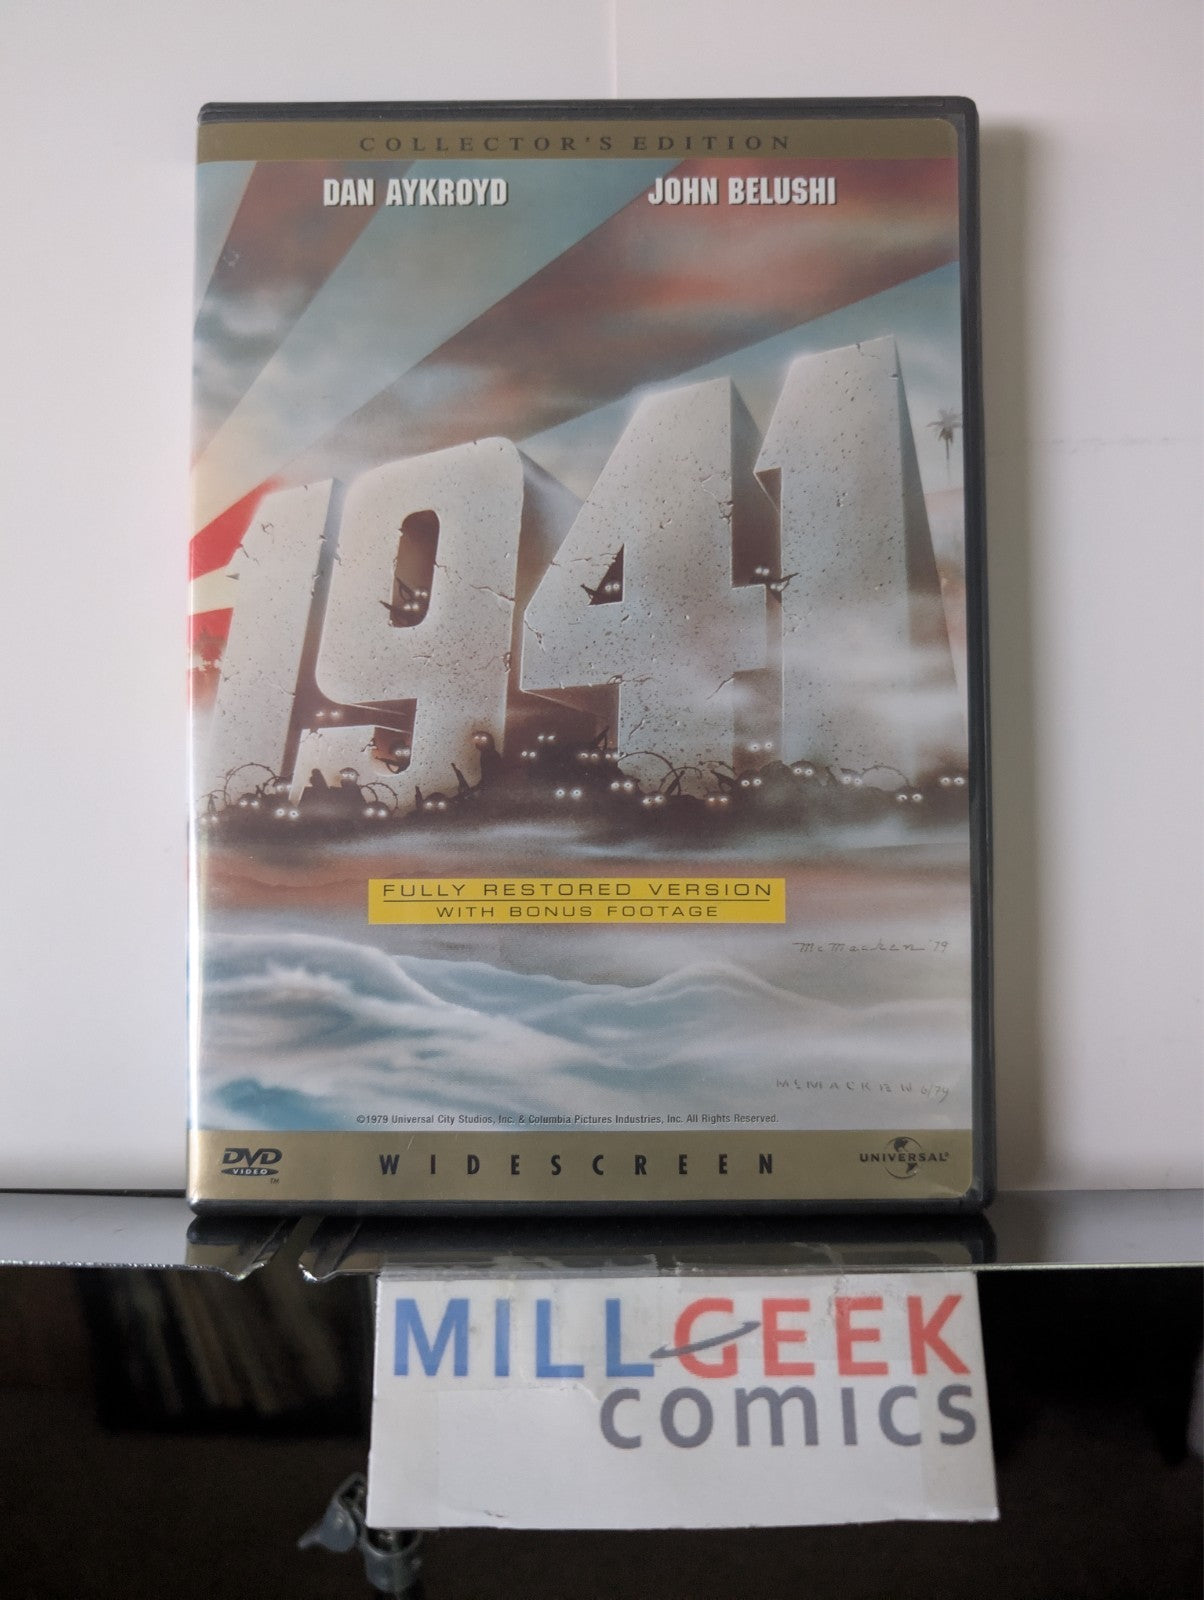 COLLECTOR'S EDITION
DAN AYKROYD JOHN BELUSHI
1941
FULLY RESTORED VERSION
WITH BONUS FOOTAGE
McMacken '79
McMACKEN 6/79
©1979 Universal City Studios, Inc. & Columbia Pictures Industries, Inc. All Rights Reserved.
DVD
VIDEO
TM
WIDESCREEN
UNIVERSAL
MILLGEEK
comics